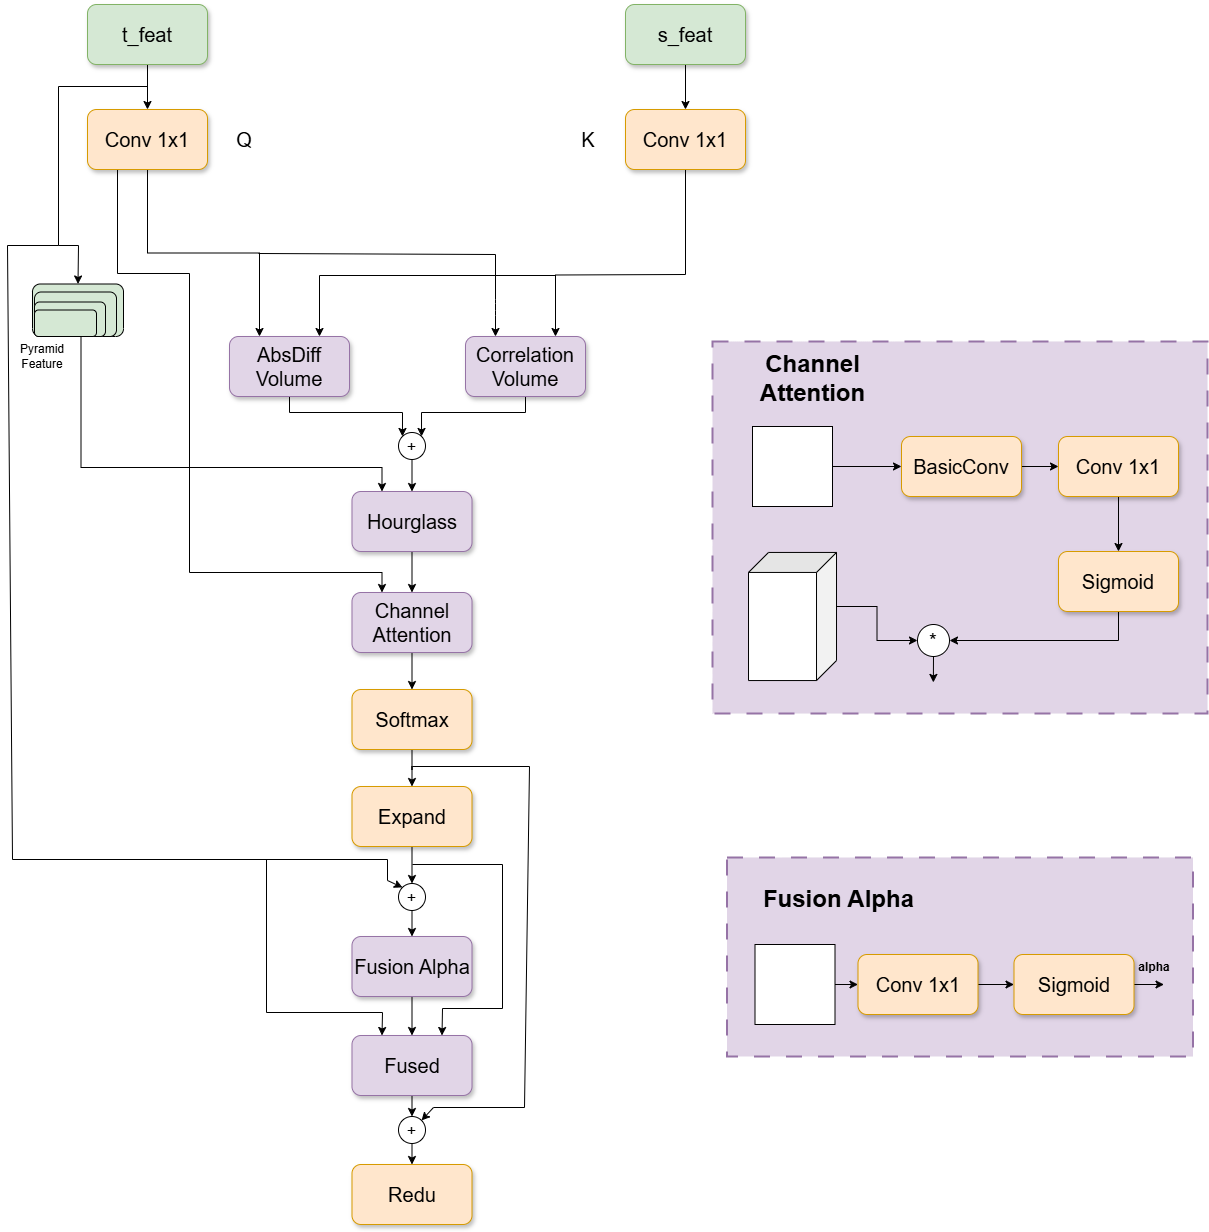 t_feat
s_feat
Conv 1x1
Q
K
Conv 1x1
Pyramid
Feature
AbsDiff
Volume
Correlation
Volume
+
Hourglass
Channel
Attention
Softmax
Expand
+
Fusion Alpha
Fused
+
Redu
Channel
Attention
BasicConv
Conv 1x1
Sigmoid
*
Fusion Alpha
Conv 1x1
Sigmoid
alpha